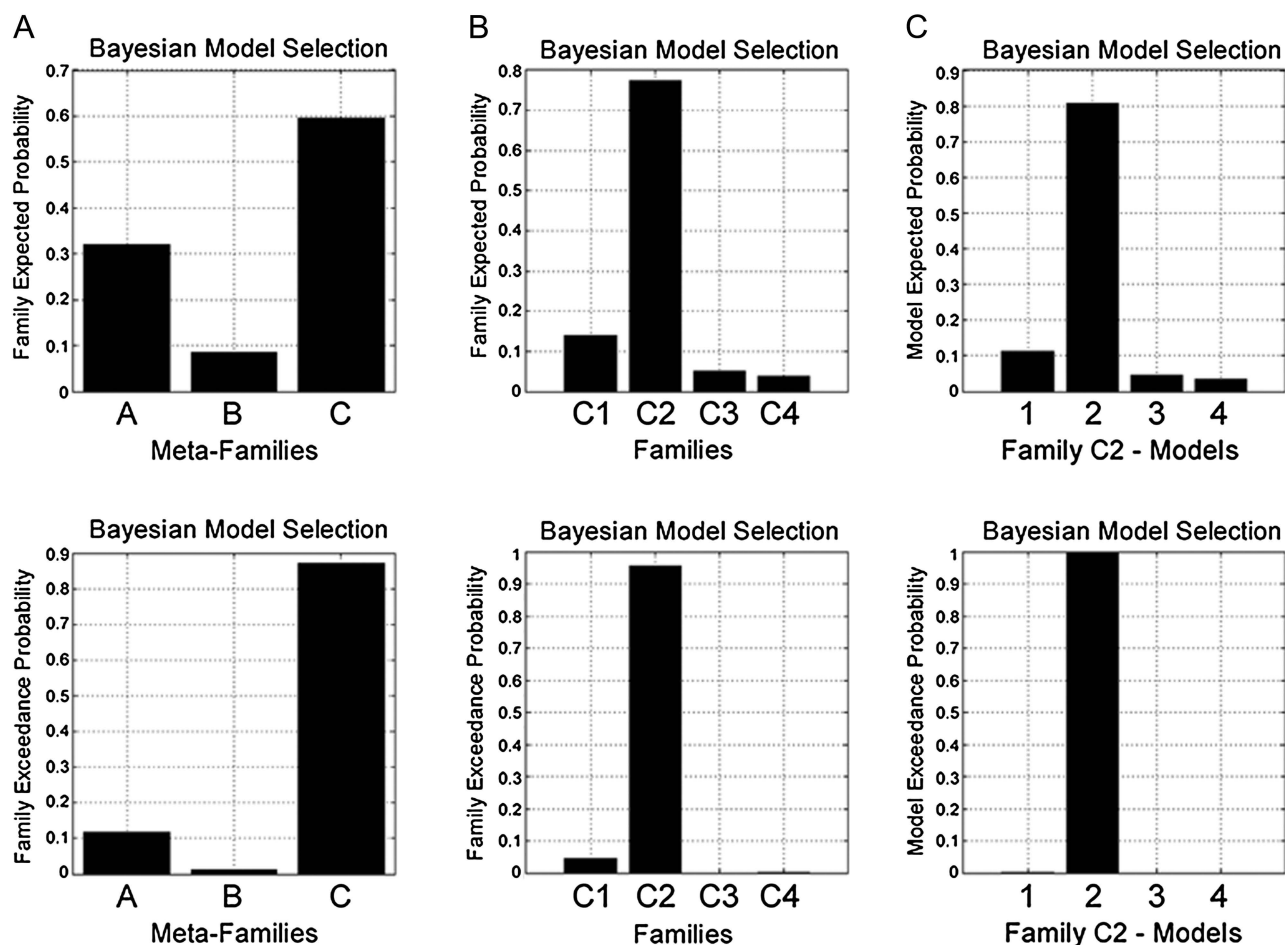 A
Bayesian Model Selection
Family Expected Probability
0.7
0.6
0.5
0.4
0.3
0.2
0.1
0
A B C
Meta-Families
B
Bayesian Model Selection
Family Expected Probability
0.8
0.7
0.6
0.5
0.4
0.3
0.2
0.1
0
C1 C2 C3 C4
Families
C
Bayesian Model Selection
Model Expected Probability
0.9
0.8
0.7
0.6
0.5
0.4
0.3
0.2
0.1
0
1 2 3 4
Family C2 - Models
Bayesian Model Selection
Family Exceedance Probability
0.9
0.8
0.7
0.6
0.5
0.4
0.3
0.2
0.1
0
A B C
Meta-Families
Bayesian Model Selection
Family Exceedance Probability
1
0.9
0.8
0.7
0.6
0.5
0.4
0.3
0.2
0.1
0
C1 C2 C3 C4
Families
Bayesian Model Selection
Model Exceedance Probability
1
0.9
0.8
0.7
0.6
0.5
0.4
0.3
0.2
0.1
0
1 2 3 4
Family C2 - Models